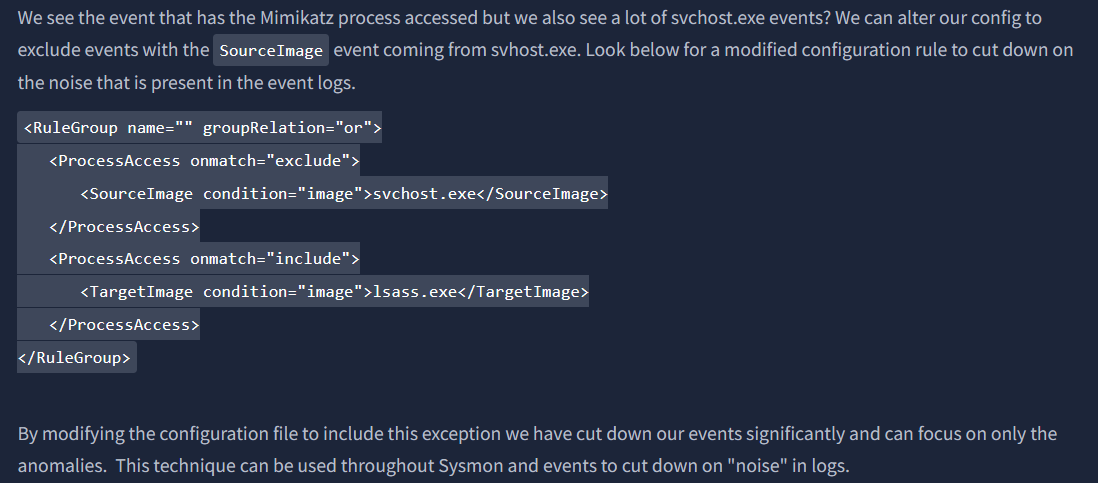 We see the event that has the Mimikatz process accessed but we also see a lot of svchost.exe events? We can alter our config to
exclude events with the SourceImage event coming from svhost.exe. Look below for a modified configuration rule to cut down on
the noise that is present in the event logs.
<RuleGroup name="" groupRelation="or">
<ProcessAccess onmatch="exclude">
<SourceImage condition="image">svchost.exe</SourceImage>
</ProcessAccess>
<ProcessAccess onmatch="include">
<TargetImage condition="image">lsass.exe</TargetImage>
</ProcessAccess>
</RuleGroup>
By modifying the configuration file to include this exception we have cut down our events significantly and can focus on only the
anomalies.  This technique can be used throughout Sysmon and events to cut down on "noise" in logs.